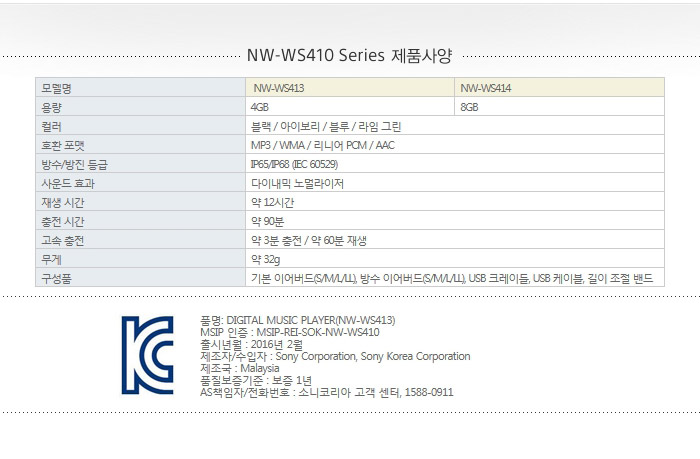 NW-WS410 Series 제품사양
모델명 NW-WS413 NW-WS414
용량 4GB 8GB
컬러 블랙 / 아이보리 / 블루 / 라임 그린
호환 포맷 MP3 / WMA / 리니어 PCM / AAC
방수/방진 등급 IP65/IP68 (IEC 60529)
사운드 효과 다이내믹 노멀라이저
재생 시간 약 12시간
충전 시간 약 90분
고속 충전 약 3분 충전 / 약 60분 재생
무게 약 32g
구성품 기본 이어버드(S/M/L/LL), 방수 이어버드(S/M/L/LL), USB 크레이들, USB 케이블, 길이 조절 밴드
품명: DIGITAL MUSIC PLAYER(NW-WS413)
MSIP 인증 : MSIP-REI-SOK-NW-WS410
출시년월 : 2016년 2월
제조자/수입자 : Sony Corporation, Sony Korea Corporation
제조국 : Malaysia
품질보증기준 : 보증 1년
AS책임자/전화번호 : 소니코리아 고객 센터, 1588-0911